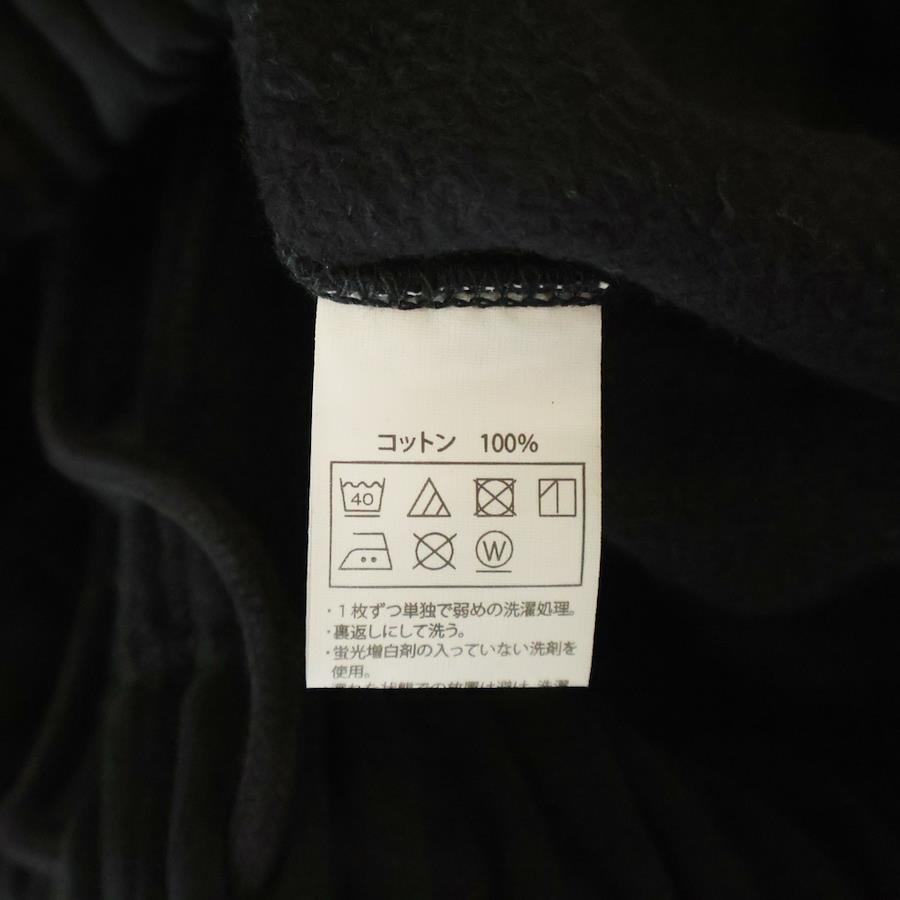 コットン 100%
40
W
・1枚ずつ単独で弱めの洗濯処理。
・裏返しにして洗う。
・蛍光増白剤の入っていない洗剤を
使用。